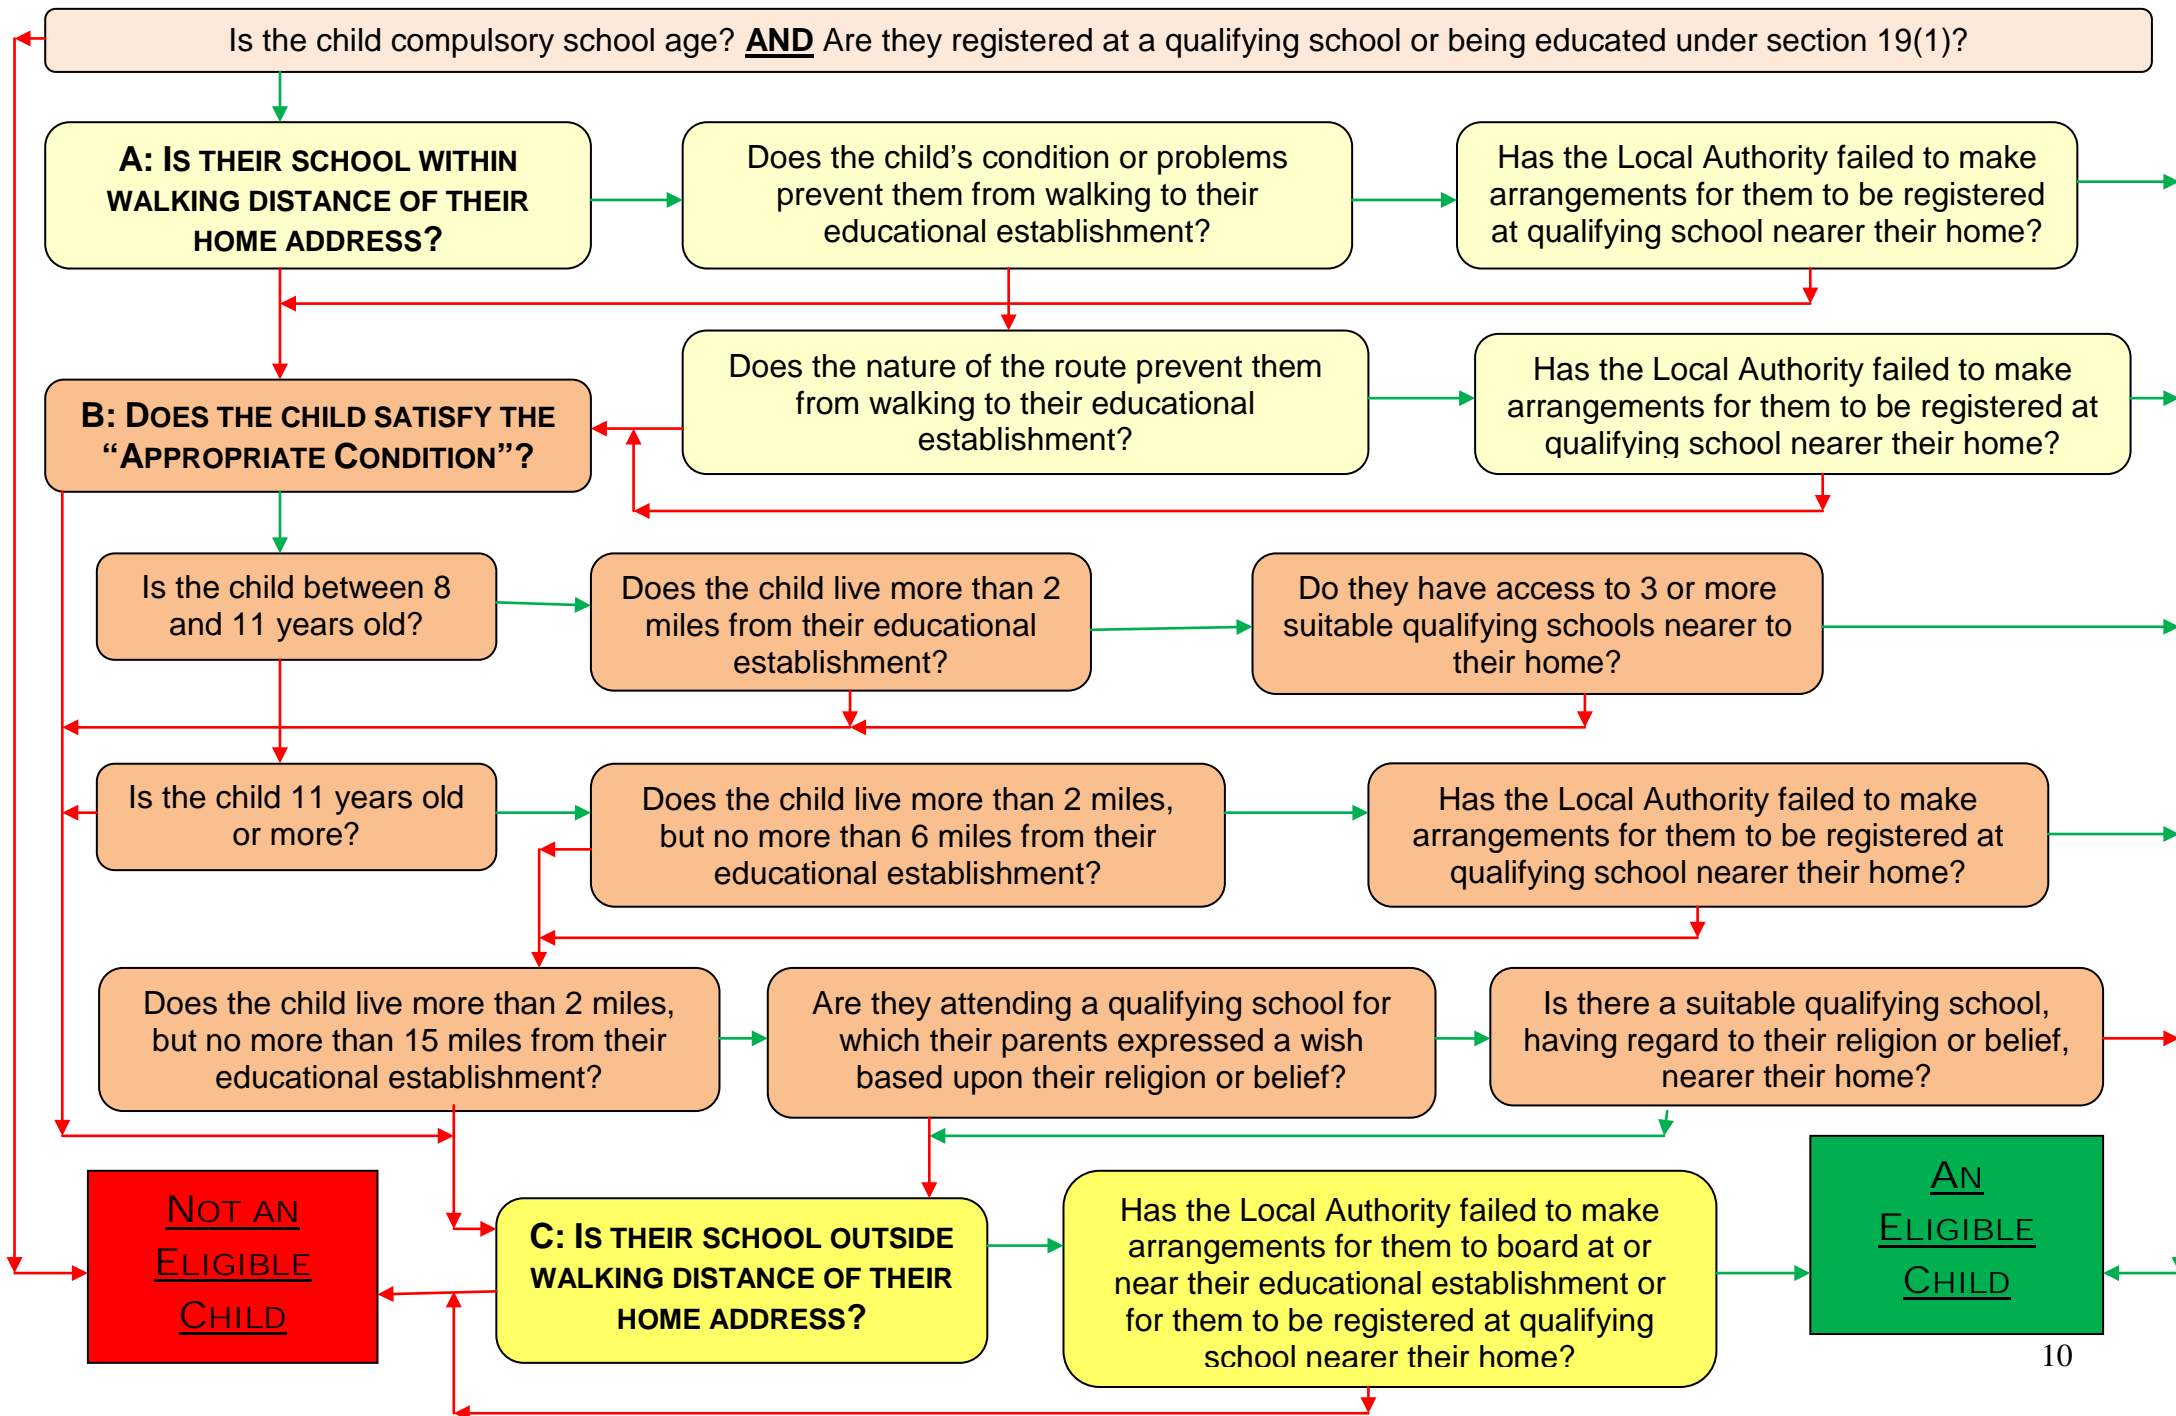 Is the child compulsory school age? AND Are they registered at a qualifying school or being educated under section 19(1)?
A: IS THEIR SCHOOL WITHIN
WALKING DISTANCE OF THEIR
HOME ADDRESS?
Does the child's condition or problems
prevent them from walking to their
educational establishment?
Has the Local Authority failed to make
arrangements for them to be registered
at qualifying school nearer their home?
B: DOES THE CHILD SATISFY THE
“APPROPRIATE CONDITION”?
Does the nature of the route prevent them
from walking to their educational
establishment?
Has the Local Authority failed to make
arrangements for them to be registered at
qualifying school nearer their home?
Is the child between 8
and 11 years old?
Does the child live more than 2
miles from their educational
establishment?
Do they have access to 3 or more
suitable qualifying schools nearer to
their home?
Is the child 11 years old
or more?
Does the child live more than 2 miles,
but no more than 6 miles from their
educational establishment?
Has the Local Authority failed to make
arrangements for them to be registered at
qualifying school nearer their home?
Does the child live more than 2 miles,
but no more than 15 miles from their
educational establishment?
Are they attending a qualifying school for
which their parents expressed a wish
based upon their religion or belief?
Is there a suitable qualifying school,
having regard to their religion or belief,
nearer their home?
NOT AN
ELIGIBLE
CHILD
C: IS THEIR SCHOOL OUTSIDE
WALKING DISTANCE OF THEIR
HOME ADDRESS?
Has the Local Authority failed to make
arrangements for them to board at or
near their educational establishment or
for them to be registered at qualifying
school nearer their home?
AN
ELIGIBLE
CHILD
10